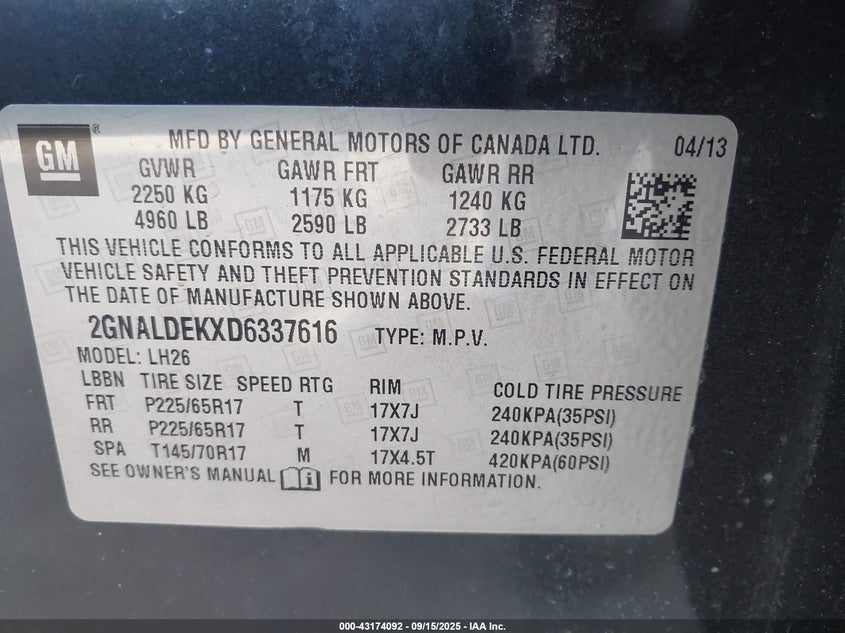 GM ®
MFD BY GENERAL MOTORS OF CANADA LTD. 04/13
GVWR GAWR FRT GAWR RR
2250 KG 1175 KG 1240 KG
4960 LB 2590 LB 2733 LB
THIS VEHICLE CONFORMS TO ALL APPLICABLE U.S. FEDERAL MOTOR
VEHICLE SAFETY AND THEFT PREVENTION STANDARDS IN EFFECT ON
THE DATE OF MANUFACTURE SHOWN ABOVE.
2GNALDEKXD6337616 TYPE: M.P.V.
MODEL: LH26
LBBN TIRE SIZE SPEED RTG RIM COLD TIRE PRESSURE
FRT P225/65R17 T 17X7J 240KPA(35PSI)
RR P225/65R17 T 17X7J 240KPA(35PSI)
SPA T145/70R17 M 17X4.5T 420KPA(60PSI)
SEE OWNER'S MANUAL i FOR MORE INFORMATION.
000-43174092 - 09/15/2025 - IAA Inc.